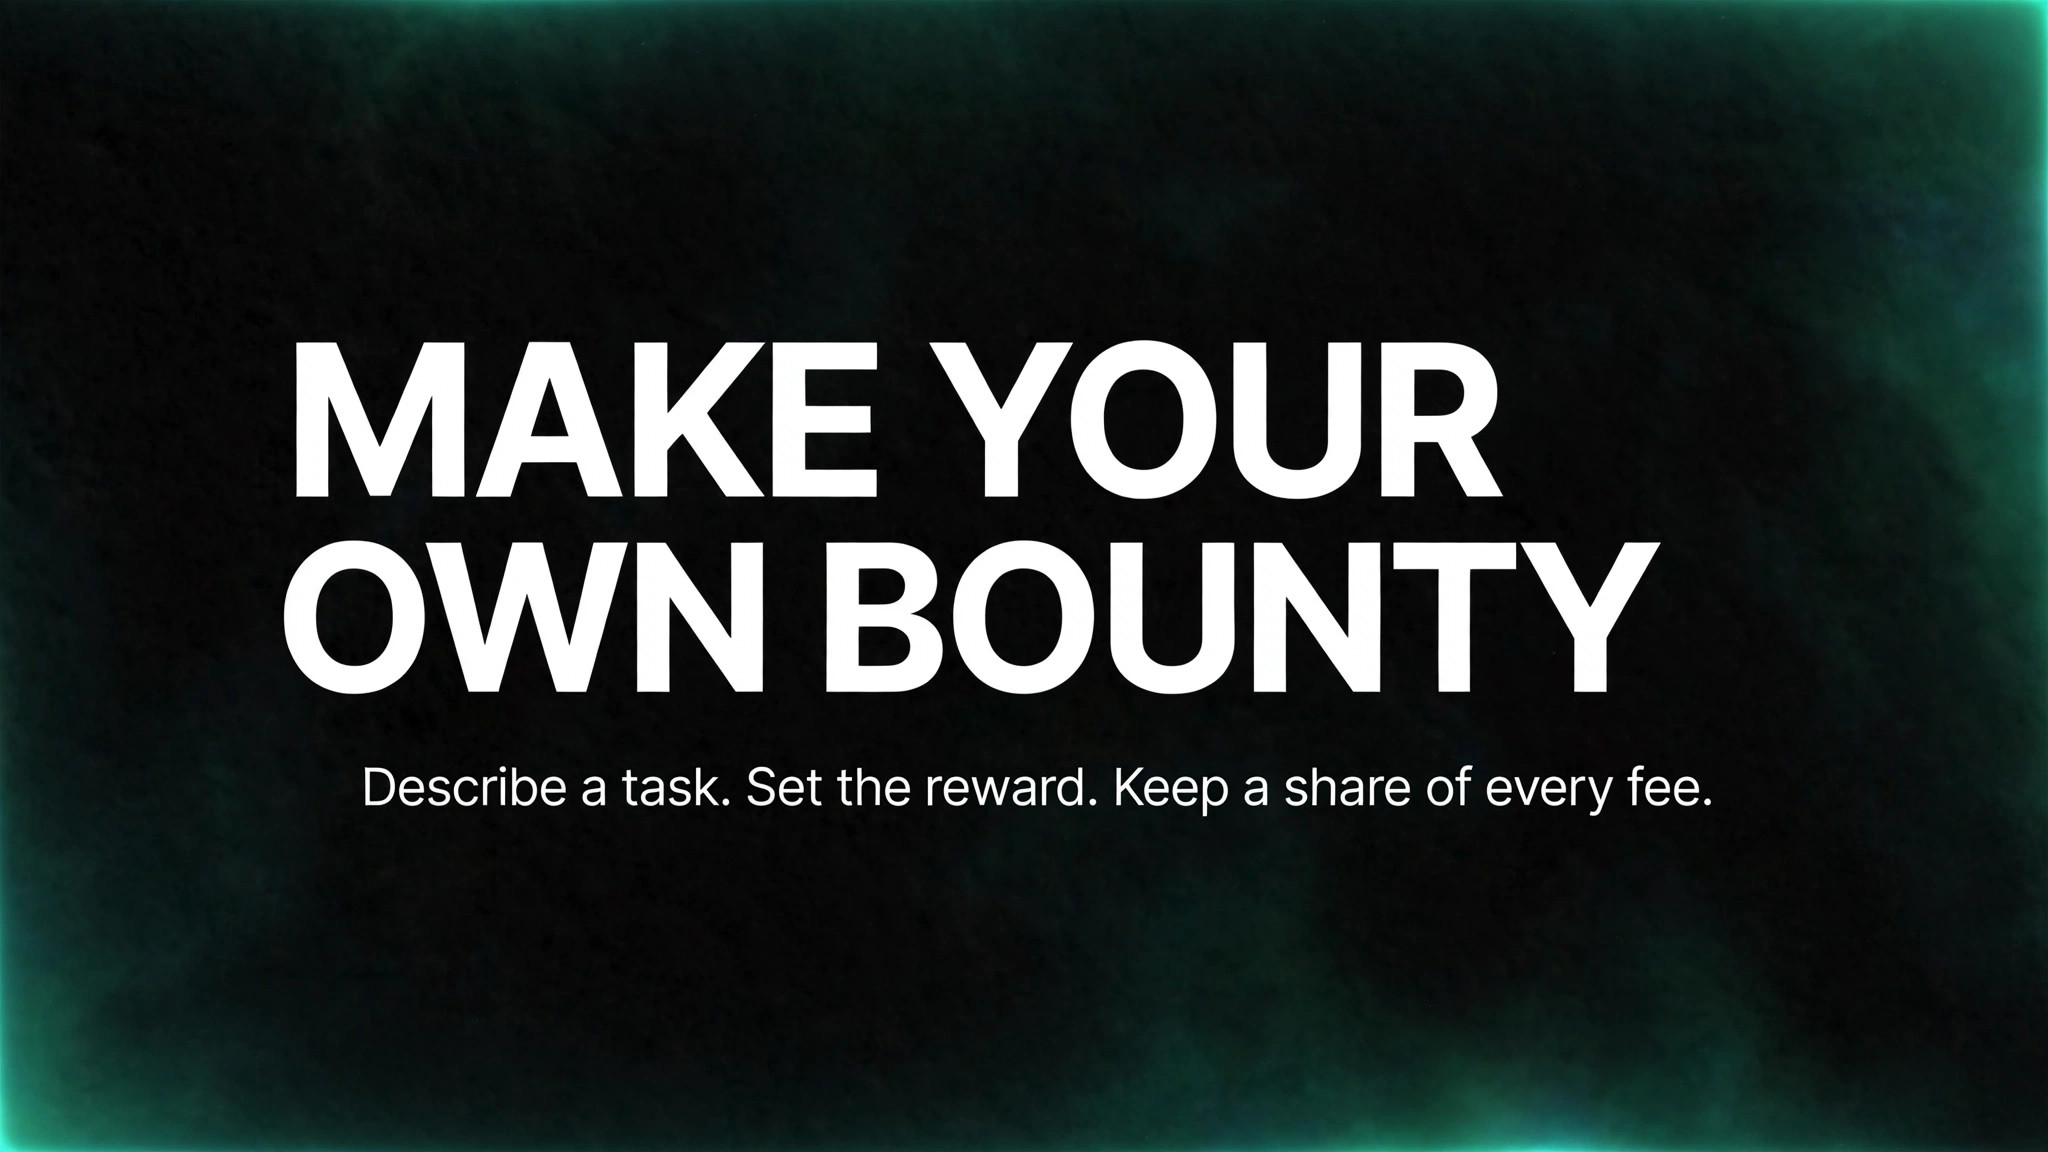 MAKE YOUR
OWN BOUNTY
Describe a task. Set the reward. Keep a share of every fee.